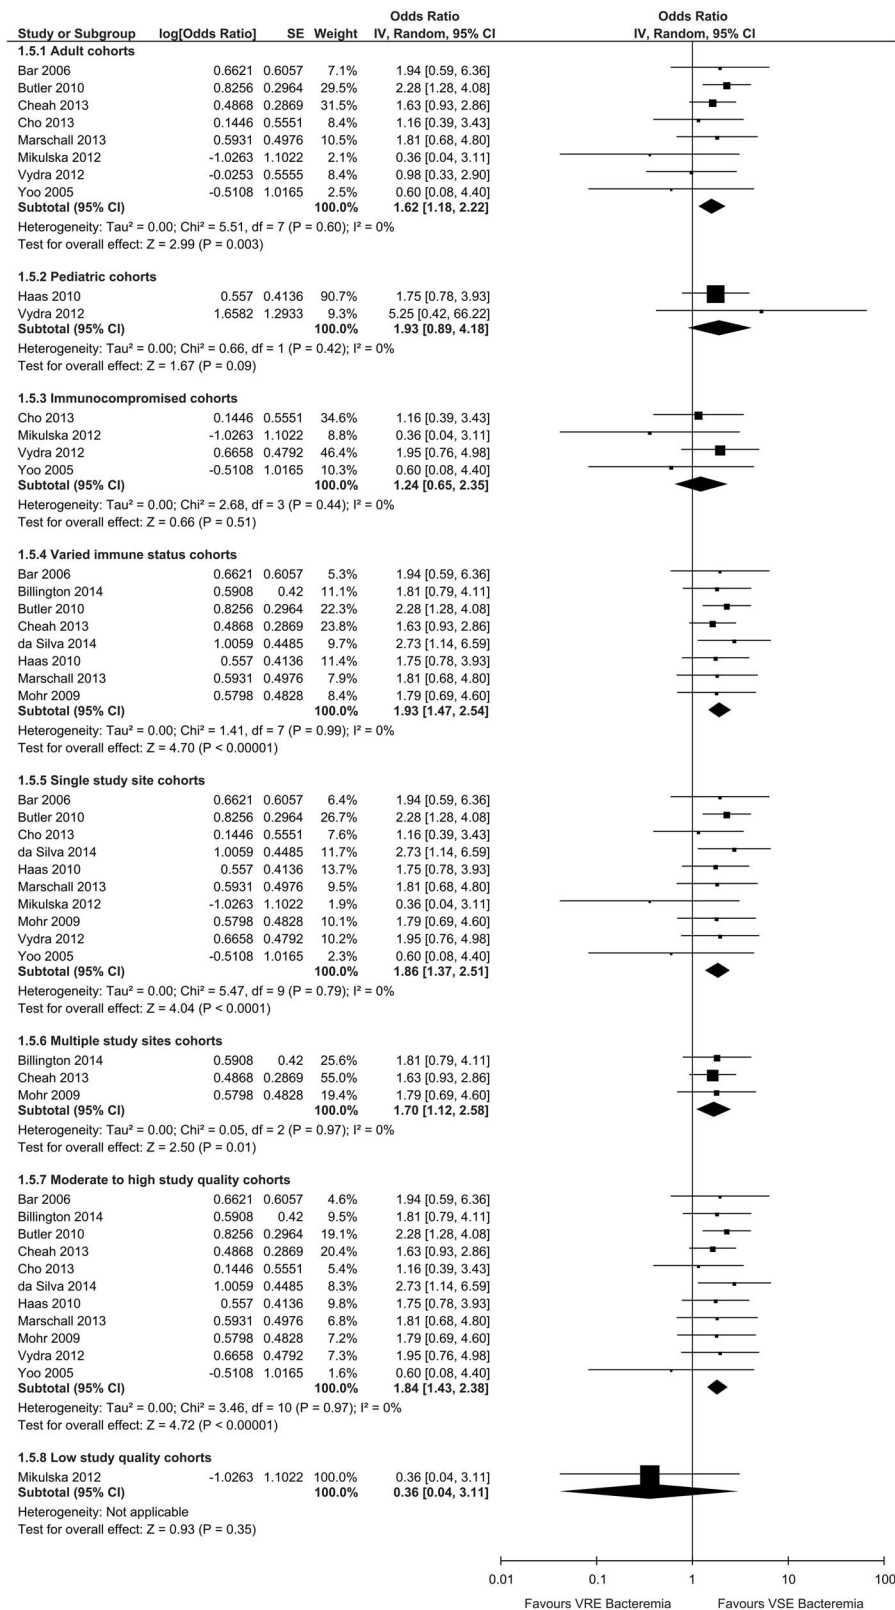 Odds Ratio Odds Ratio
Study or Subgroup log[Odds Ratio] SE Weight IV, Random, 95% CI IV, Random, 95% CI
1.5.1 Adult cohorts
Bar 2006 0.6621 0.6057 7.1% 1.94 [0.59, 6.36]
Butler 2010 0.8256 0.2964 29.5% 2.28 [1.28, 4.08]
Cheah 2013 0.4868 0.2869 31.5% 1.63 [0.93, 2.86]
Cho 2013 0.1446 0.5551 8.4% 1.16 [0.39, 3.43]
Marschall 2013 0.5931 0.4976 10.5% 1.81 [0.68, 4.80]
Mikulska 2012 -1.0263 1.1022 2.1% 0.36 [0.04, 3.11]
Vydra 2012 -0.0253 0.5555 8.4% 0.98 [0.33, 2.90]
Yoo 2005 -0.5108 1.0165 2.5% 0.60 [0.08, 4.40]
Subtotal (95% CI) 100.0% 1.62 [1.18, 2.22]
Heterogeneity: Tau² = 0.00; Chi² = 5.51, df = 7 (P = 0.60); I² = 0%
Test for overall effect: Z = 2.99 (P = 0.003)
1.5.2 Pediatric cohorts
Haas 2010 0.557 0.4136 90.7% 1.75 [0.78, 3.93]
Vydra 2012 1.6582 1.2933 9.3% 5.25 [0.42, 66.22]
Subtotal (95% CI) 100.0% 1.93 [0.89, 4.18]
Heterogeneity: Tau² = 0.00; Chi² = 0.66, df = 1 (P = 0.42); I² = 0%
Test for overall effect: Z = 1.67 (P = 0.09)
1.5.3 Immunocompromised cohorts
Cho 2013 0.1446 0.5551 34.6% 1.16 [0.39, 3.43]
Mikulska 2012 -1.0263 1.1022 8.8% 0.36 [0.04, 3.11]
Vydra 2012 0.6658 0.4792 46.4% 1.95 [0.76, 4.98]
Yoo 2005 -0.5108 1.0165 10.3% 0.60 [0.08, 4.40]
Subtotal (95% CI) 100.0% 1.24 [0.65, 2.35]
Heterogeneity: Tau² = 0.00; Chi² = 2.68, df = 3 (P = 0.44); I² = 0%
Test for overall effect: Z = 0.66 (P = 0.51)
1.5.4 Varied immune status cohorts
Bar 2006 0.6621 0.6057 5.3% 1.94 [0.59, 6.36]
Billington 2014 0.5908 0.42 11.1% 1.81 [0.79, 4.11]
Butler 2010 0.8256 0.2964 22.3% 2.28 [1.28, 4.08]
Cheah 2013 0.4868 0.2869 23.8% 1.63 [0.93, 2.86]
da Silva 2014 1.0059 0.4485 9.7% 2.73 [1.14, 6.59]
Haas 2010 0.557 0.4136 11.4% 1.75 [0.78, 3.93]
Marschall 2013 0.5931 0.4976 7.9% 1.81 [0.68, 4.80]
Mohr 2009 0.5798 0.4828 8.4% 1.79 [0.69, 4.60]
Subtotal (95% CI) 100.0% 1.93 [1.47, 2.54]
Heterogeneity: Tau² = 0.00; Chi² = 1.41, df = 7 (P = 0.99); I² = 0%
Test for overall effect: Z = 4.70 (P < 0.00001)
1.5.5 Single study site cohorts
Bar 2006 0.6621 0.6057 6.4% 1.94 [0.59, 6.36]
Butler 2010 0.8256 0.2964 26.7% 2.28 [1.28, 4.08]
Cho 2013 0.1446 0.5551 7.6% 1.16 [0.39, 3.43]
da Silva 2014 1.0059 0.4485 11.7% 2.73 [1.14, 6.59]
Haas 2010 0.557 0.4136 13.7% 1.75 [0.78, 3.93]
Marschall 2013 0.5931 0.4976 9.5% 1.81 [0.68, 4.80]
Mikulska 2012 -1.0263 1.1022 1.9% 0.36 [0.04, 3.11]
Mohr 2009 0.5798 0.4828 10.1% 1.79 [0.69, 4.60]
Vydra 2012 0.6658 0.4792 10.2% 1.95 [0.76, 4.98]
Yoo 2005 -0.5108 1.0165 2.3% 0.60 [0.08, 4.40]
Subtotal (95% CI) 100.0% 1.86 [1.37, 2.51]
Heterogeneity: Tau² = 0.00; Chi² = 5.47, df = 9 (P = 0.79); I² = 0%
Test for overall effect: Z = 4.04 (P < 0.0001)
1.5.6 Multiple study sites cohorts
Billington 2014 0.5908 0.42 25.6% 1.81 [0.79, 4.11]
Cheah 2013 0.4868 0.2869 55.0% 1.63 [0.93, 2.86]
Mohr 2009 0.5798 0.4828 19.4% 1.79 [0.69, 4.60]
Subtotal (95% CI) 100.0% 1.70 [1.12, 2.58]
Heterogeneity: Tau² = 0.00; Chi² = 0.05, df = 2 (P = 0.97); I² = 0%
Test for overall effect: Z = 2.50 (P = 0.01)
1.5.7 Moderate to high study quality cohorts
Bar 2006 0.6621 0.6057 4.6% 1.94 [0.59, 6.36]
Billington 2014 0.5908 0.42 9.5% 1.81 [0.79, 4.11]
Butler 2010 0.8256 0.2964 19.1% 2.28 [1.28, 4.08]
Cheah 2013 0.4868 0.2869 20.4% 1.63 [0.93, 2.86]
Cho 2013 0.1446 0.5551 5.4% 1.16 [0.39, 3.43]
da Silva 2014 1.0059 0.4485 8.3% 2.73 [1.14, 6.59]
Haas 2010 0.557 0.4136 9.8% 1.75 [0.78, 3.93]
Marschall 2013 0.5931 0.4976 6.8% 1.81 [0.68, 4.80]
Mohr 2009 0.5798 0.4828 7.2% 1.79 [0.69, 4.60]
Vydra 2012 0.6658 0.4792 7.3% 1.95 [0.76, 4.98]
Yoo 2005 -0.5108 1.0165 1.6% 0.60 [0.08, 4.40]
Subtotal (95% CI) 100.0% 1.84 [1.43, 2.38]
Heterogeneity: Tau² = 0.00; Chi² = 3.46, df = 10 (P = 0.97); I² = 0%
Test for overall effect: Z = 4.72 (P < 0.00001)
1.5.8 Low study quality cohorts
Mikulska 2012 -1.0263 1.1022 100.0% 0.36 [0.04, 3.11]
Subtotal (95% CI) 100.0% 0.36 [0.04, 3.11]
Heterogeneity: Not applicable
Test for overall effect: Z = 0.93 (P = 0.35)
0.01 0.1 1 10 100
Favours VRE Bacteremia Favours VSE Bacteremia